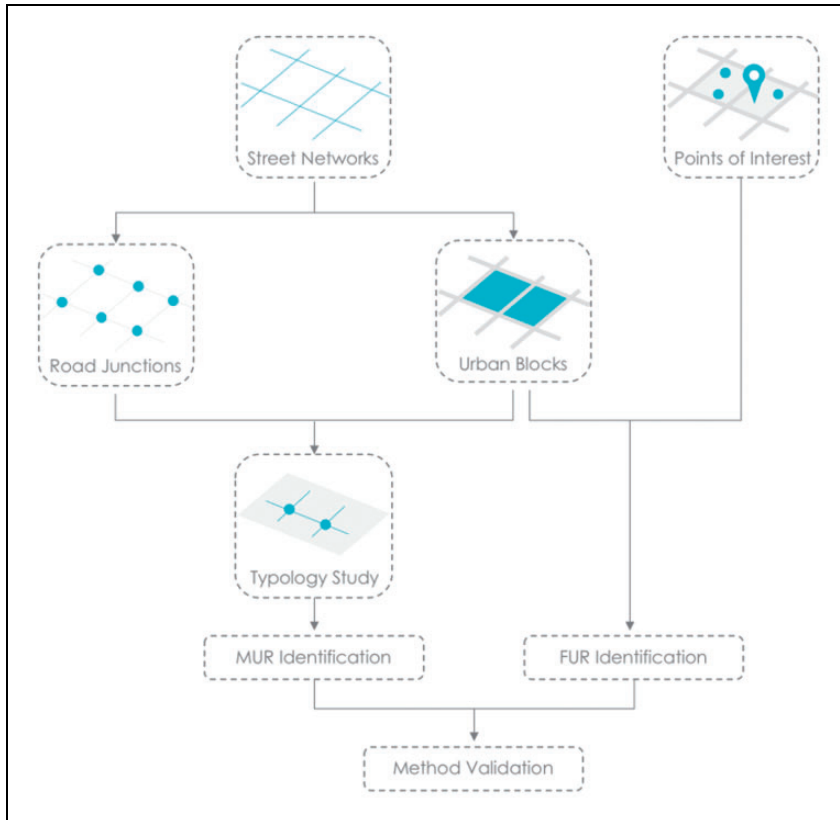 Street Networks
Points of Interest
Road Junctions
Urban Blocks
Typology Study
MUR Identification
FUR Identification
Method Validation